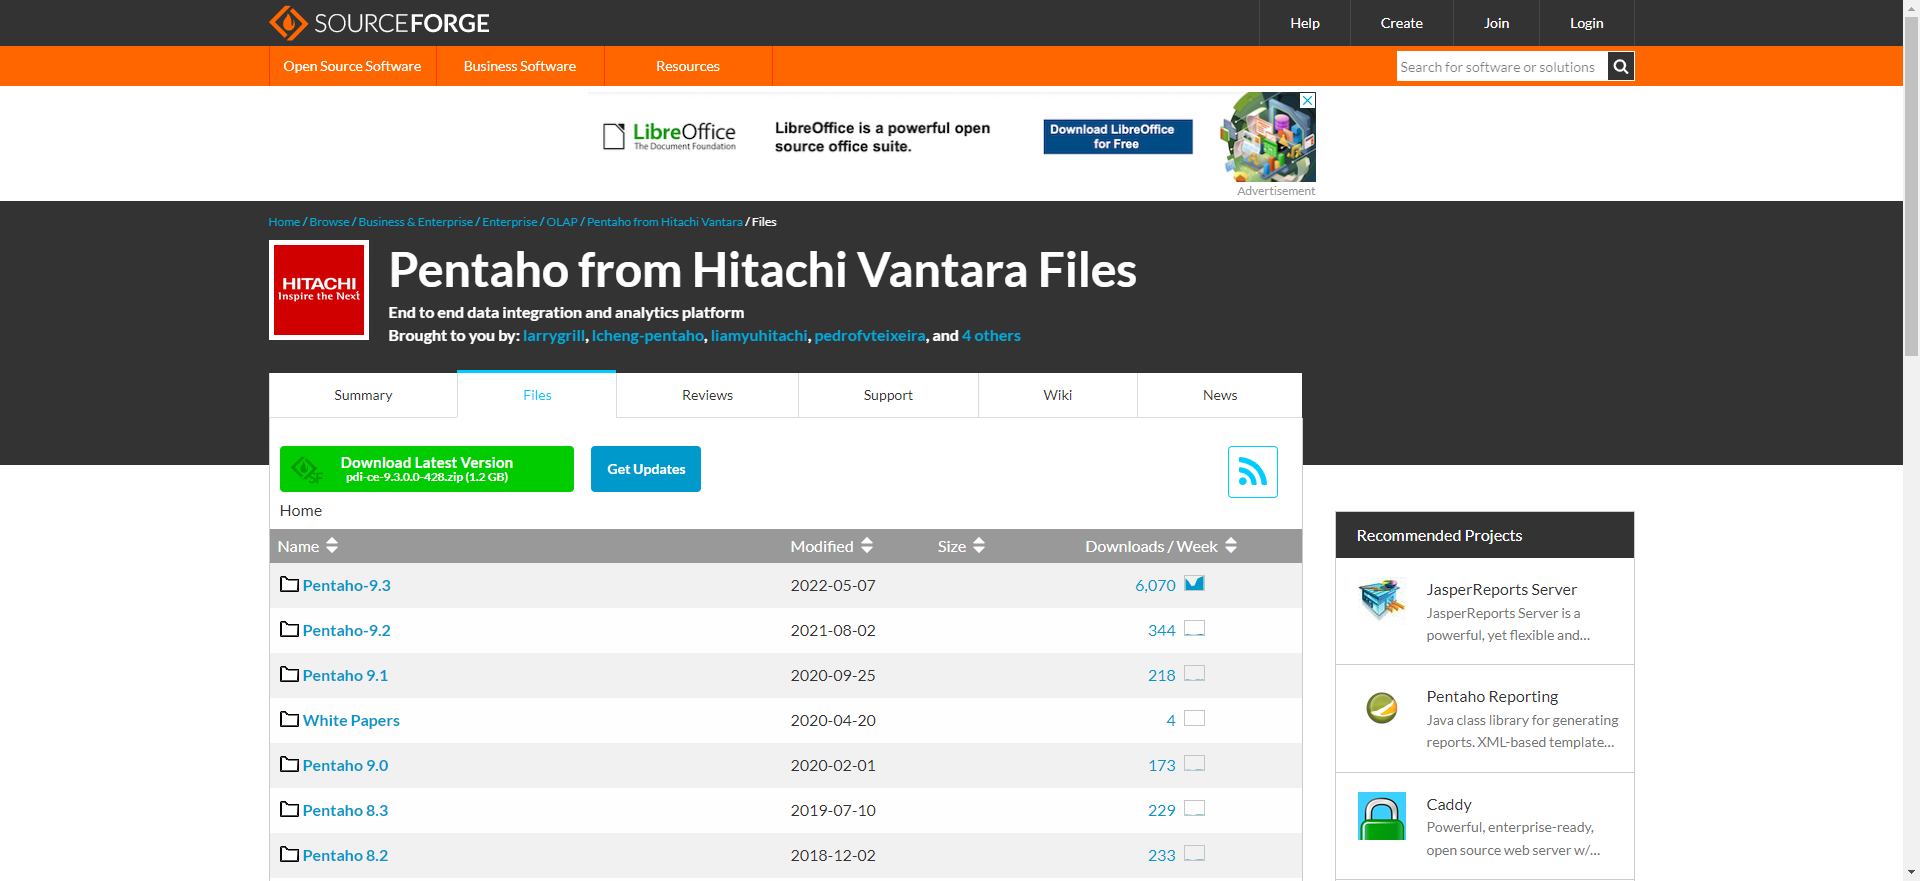 SOURCEFORGE
Help
Create
Join
Login
Open Source Software
Business Software
Resources
Search for software or solutions
LibreOffice
The Document Foundation
LibreOffice is a powerful open
source office suite.
Download LibreOffice
for Free
Advertisement
Home / Browse / Business & Enterprise / Enterprise / OLAP / Pentaho from Hitachi Vantara / Files
HITACHI
Inspire the Next
Pentaho from Hitachi Vantara Files
End to end data integration and analytics platform
Brought to you by: larrygrill, lcheng-pentaho, liamyuhitachi, pedrofvteixeira, and 4 others
Summary
Files
Reviews
Support
Wiki
News
SF
Download Latest Version
pdi-ce-9.3.0.0-428.zip (1.2 GB)
Get Updates
Home
Name Modified Size Downloads / Week
Pentaho-9.3 2022-05-07 6,070
Pentaho-9.2 2021-08-02 344
Pentaho 9.1 2020-09-25 218
White Papers 2020-04-20 4
Pentaho 9.0 2020-02-01 173
Pentaho 8.3 2019-07-10 229
Pentaho 8.2 2018-12-02 233
Recommended Projects
JasperReports Server
JasperReports Server is a
powerful, yet flexible and...
Pentaho Reporting
Java class library for generating
reports. XML-based template...
Caddy
Powerful, enterprise-ready,
open source web server w/...